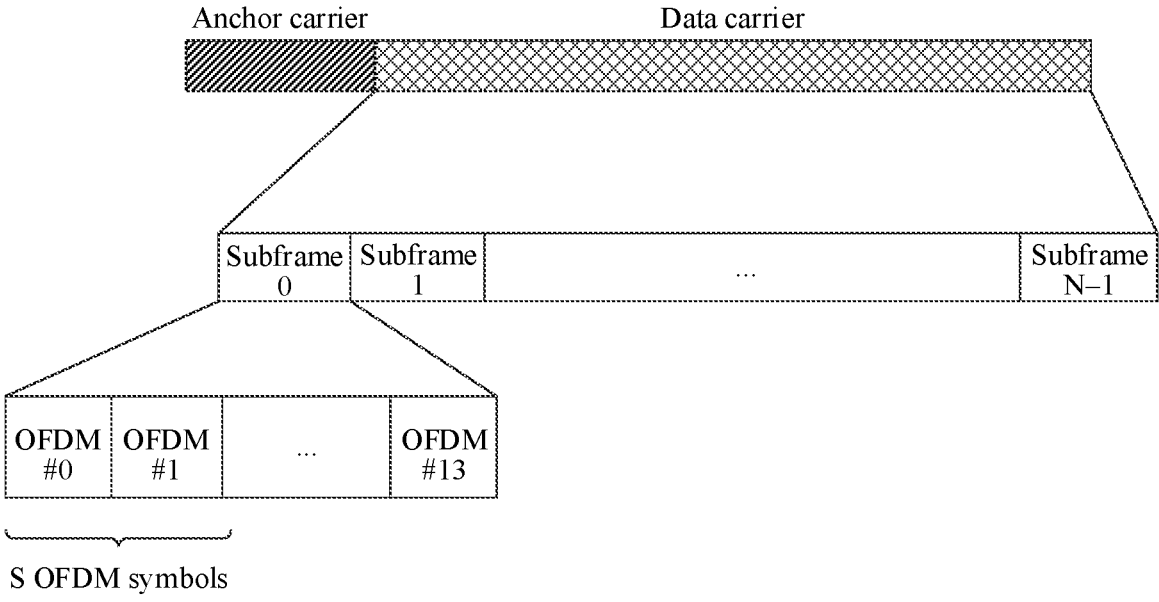 Anchor carrier
Data carrier
Subframe
0
Subframe
1
...
Subframe
N–1
OFDM
#0
OFDM
#1
...
OFDM
#13
S OFDM symbols